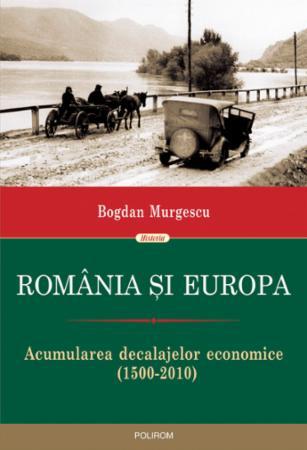 Bogdan Murgescu
Historia
ROMÂNIA ȘI EUROPA
Acumularea decalajelor economice
(1500-2010)
POLIROM